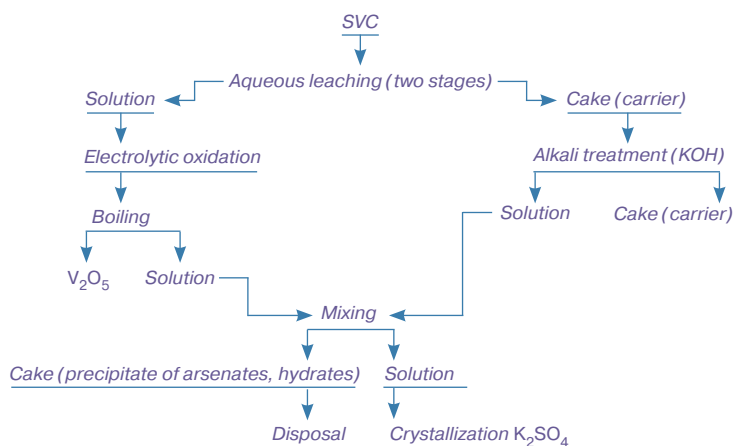 SVC
Aqueous leaching (two stages)
Solution
Cake (carrier)
Electrolytic oxidation
Alkali treatment (KOH)
Boiling
Solution
Cake (carrier)
V₂O₅
Solution
Mixing
Cake (precipitate of arsenates, hydrates)
Solution
Disposal
Crystallization K₂SO₄